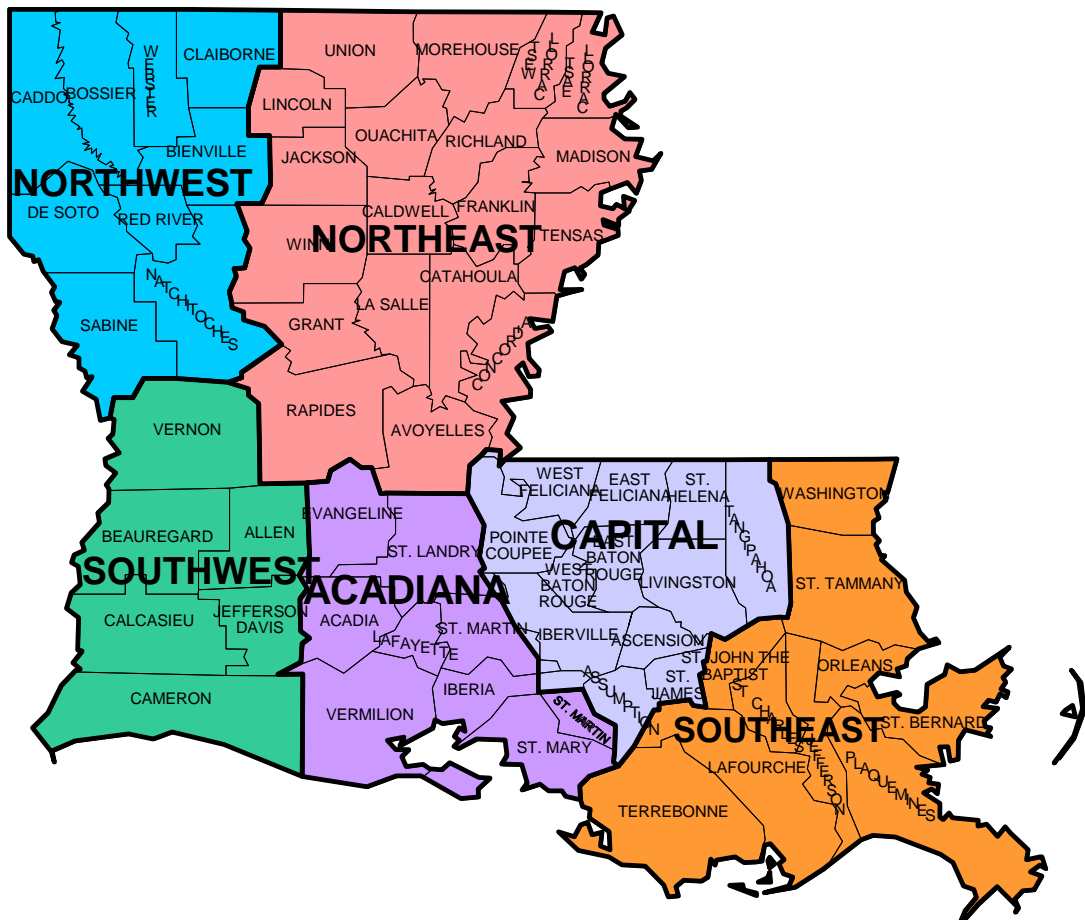 CLAIBORNE
UNION
MOREHOUSE
WEST
CARROL
EAST
CARROL
WEBSTER
CADDO
BOSSIER
LINCOLN
OUACHITA
RICHLAND
BIENVILLE
JACKSON
MADISON
NORTHWEST
DE SOTO
RED RIVER
CALDWELL
FRANKLIN
WINN
NORTHEAST
TENSAS
NATCHITOCHES
CATAHOULA
LA SALLE
SABINE
GRANT
CONCORDIA
RAPIDES
VERNON
AVOYELLES
WEST
FELICIANA
EAST
FELICIANA
ST.
HELENA
WASHINGTON
EVANGELINE
TANGIPAHOA
BEAUREGARD
ALLEN
CAPITAL
POINTE
COUPEE
EAST
BATON
ROUGE
ST. LANDRY
SOUTHWEST
ACADIANA
WEST
BATON
ROUGE
LIVINGSTON
ST. TAMMANY
CALCASIEU
JEFFERSON
DAVIS
ACADIA
LAFAYETTE
ST. MARTIN
IBERVILLE
ASCENSION
ST. JOHN THE
BAPTIST
ORLEANS
CAMERON
VERMILION
IBERIA
ASSUMPTION
ST.
JAMES
ST CHARLES
ST. MARTIN
SOUTHEAST
ST. BERNARD
ST. MARY
LAFOURCHE
JEFFERSON
PLAQUEMINES
TERREBONNE